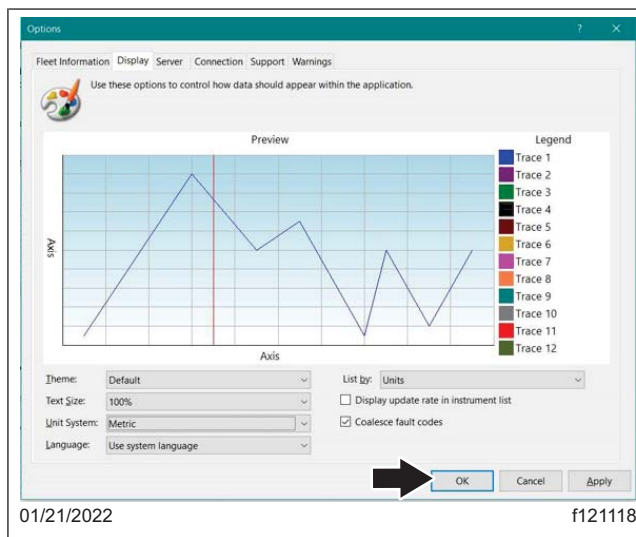 Options ? ×
Fleet Information Display Server Connection Support Warnings
Use these options to control how data should appear within the application.
Preview Legend
Trace 1
Trace 2
Trace 3
Trace 4
Trace 5
Trace 6
Trace 7
Trace 8
Trace 9
Trace 10
Trace 11
Trace 12
Axis
Axis
Theme: Default List by: Units
Text Size: 100% Display update rate in instrument list
Unit System: Metric Coalesce fault codes
Language: Use system language
OK Cancel Apply
01/21/2022 f121118